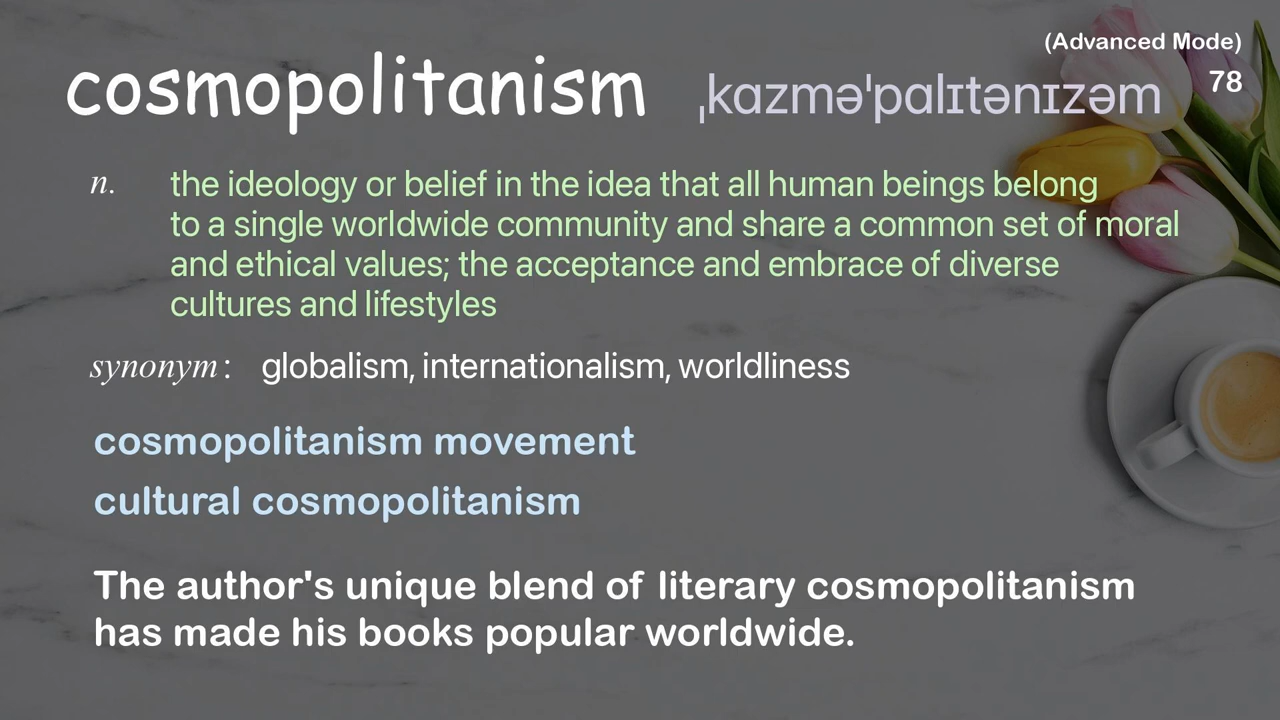 (Advanced Mode)
cosmopolitanism ˌkɑzməˈpɑlɪtənɪzəm 78
n. the ideology or belief in the idea that all human beings belong
to a single worldwide community and share a common set of moral
and ethical values; the acceptance and embrace of diverse
cultures and lifestyles
synonym: globalism, internationalism, worldliness
cosmopolitanism movement
cultural cosmopolitanism
The author's unique blend of literary cosmopolitanism
has made his books popular worldwide.